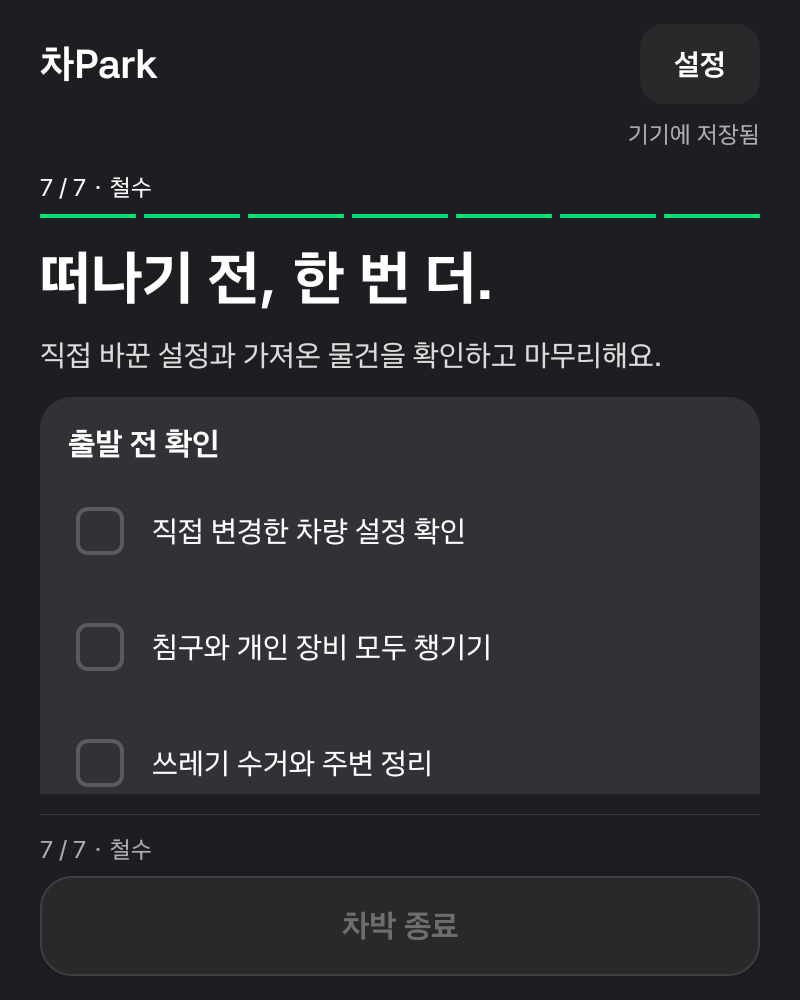 차Park
설정
기기에 저장됨
7 / 7 · 철수
떠나기 전, 한 번 더.
직접 바꾼 설정과 가져온 물건을 확인하고 마무리해요.
출발 전 확인
직접 변경한 차량 설정 확인
침구와 개인 장비 모두 챙기기
쓰레기 수거와 주변 정리
7 / 7 · 철수
차박 종료